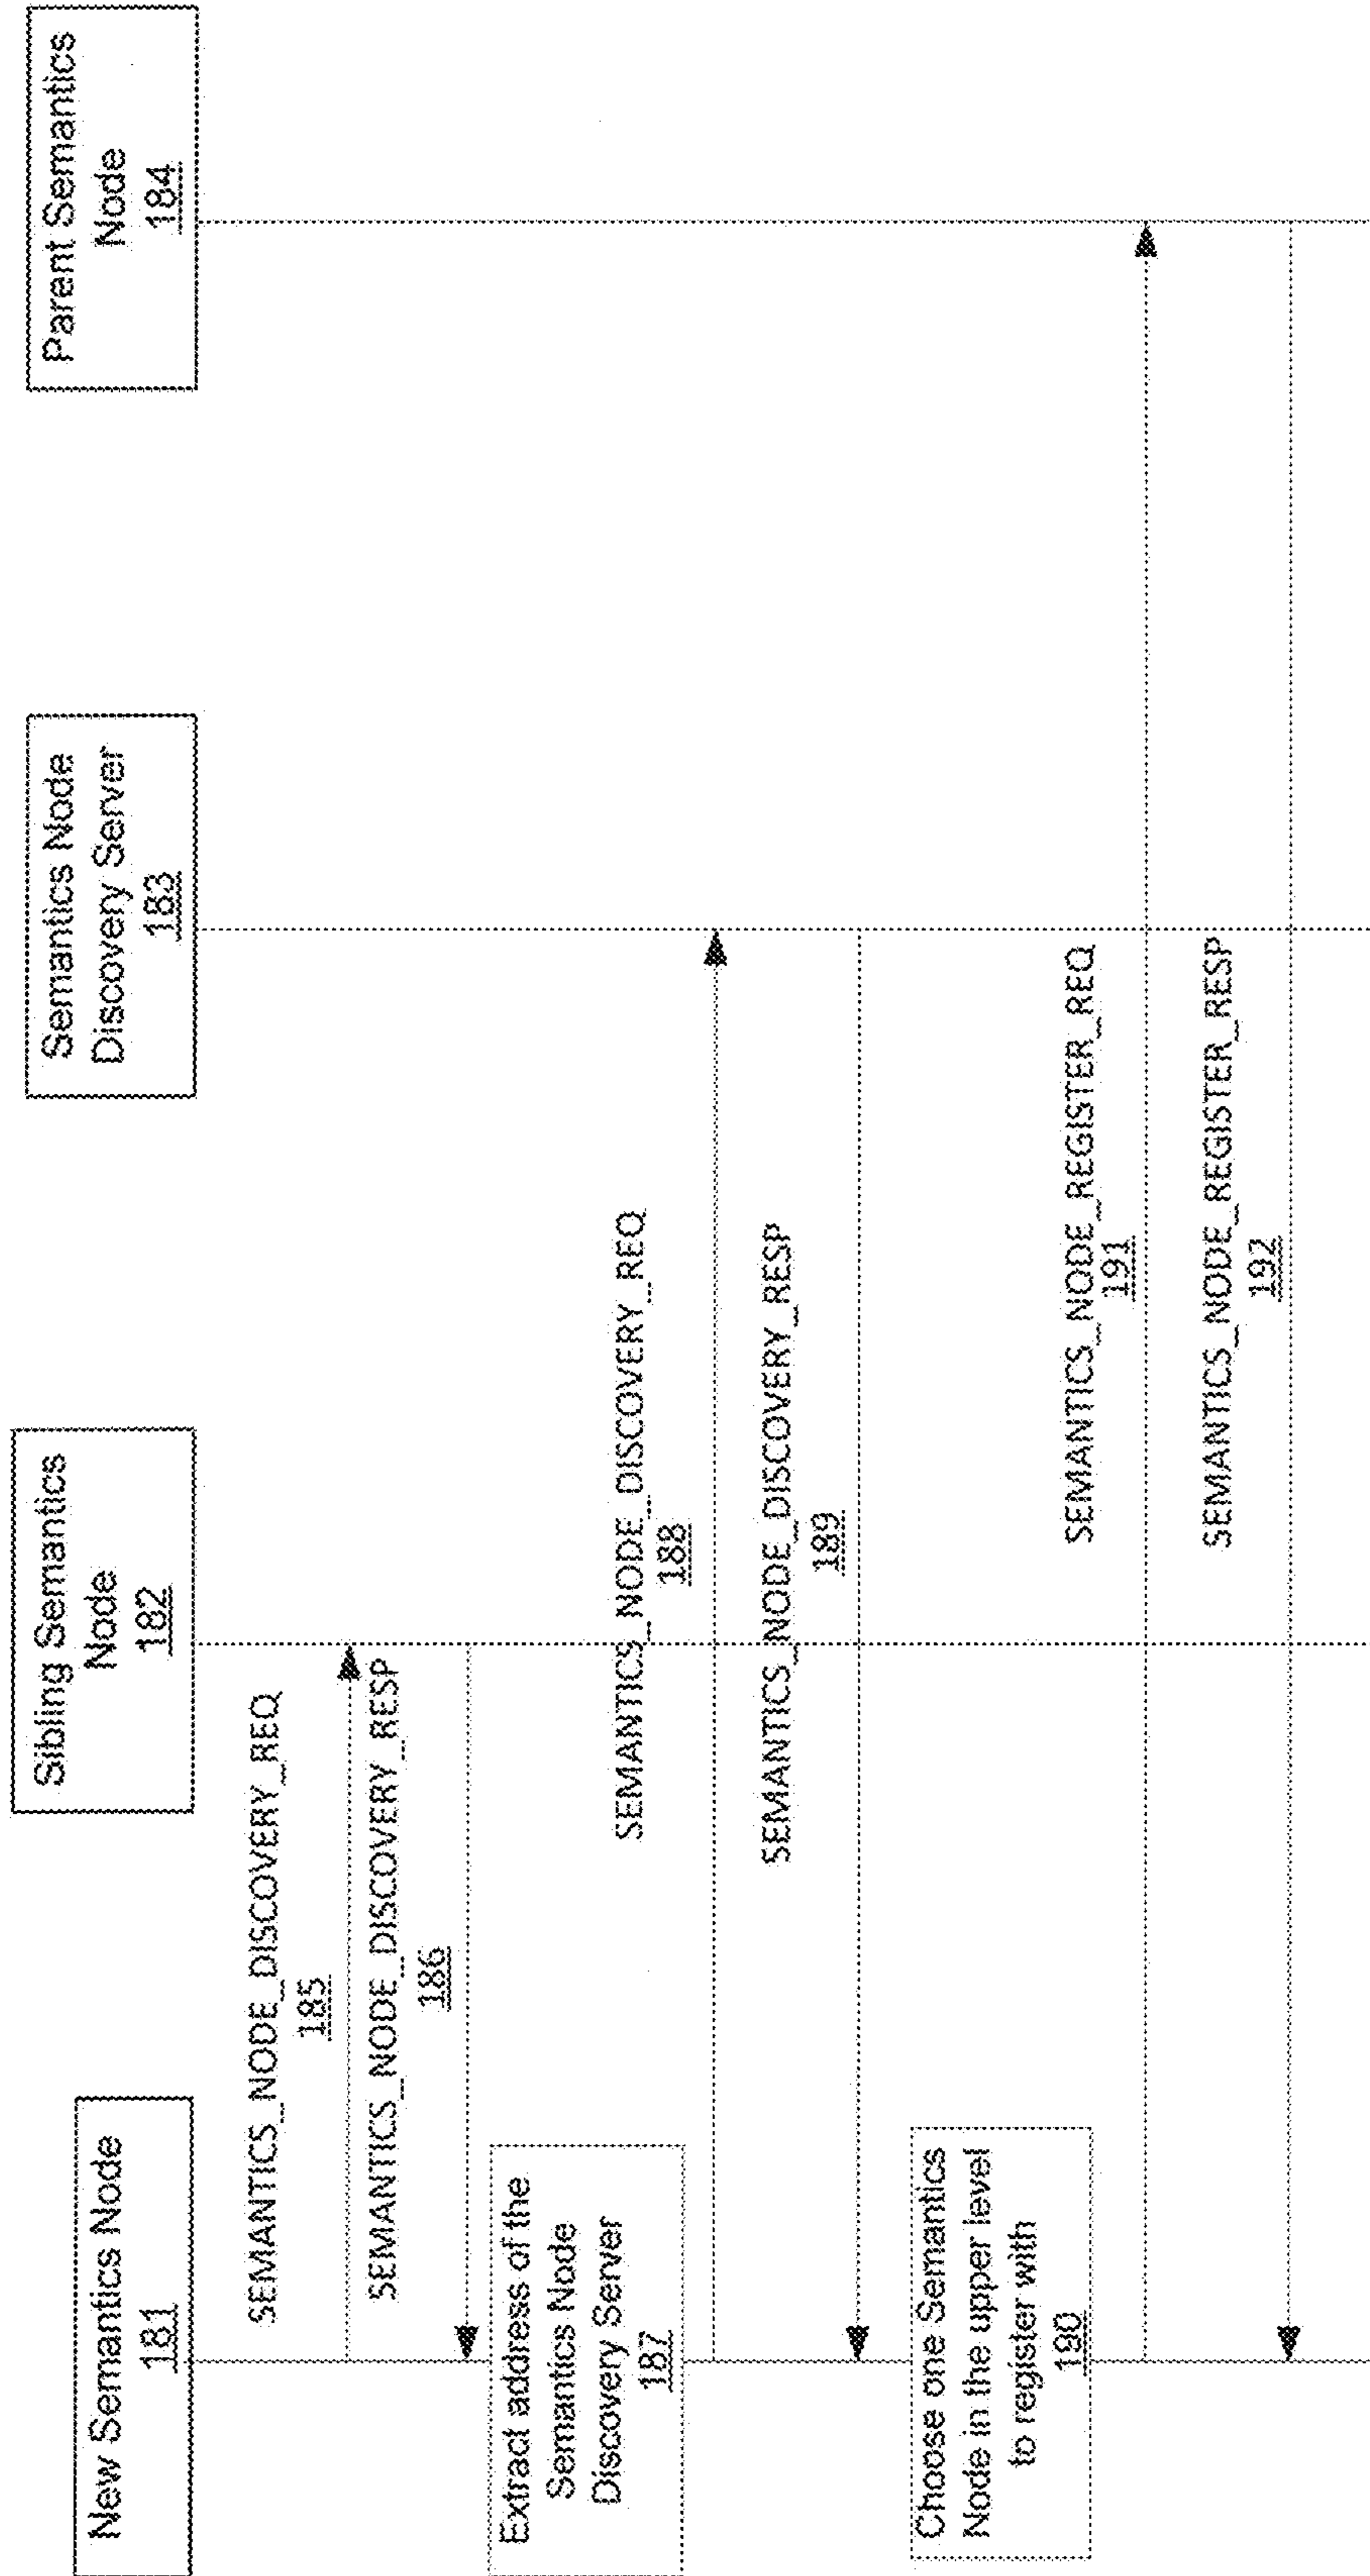 New Semantics Node
181
Sibling Semantics
Node
182
Semantics Node
Discovery Server
183
Parent Semantics
Node
184
SEMANTICS_NODE_DISCOVERY_REQ
185
SEMANTICS_NODE_DISCOVERY_RESP
186
Extract address of the
Semantics Node
Discovery Server
187
SEMANTICS_NODE_DISCOVERY_REQ
188
SEMANTICS_NODE_DISCOVERY_RESP
189
Choose one Semantics
Node in the upper level
to register with
190
SEMANTICS_NODE_REGISTER_REQ
191
SEMANTICS_NODE_REGISTER_RESP
192